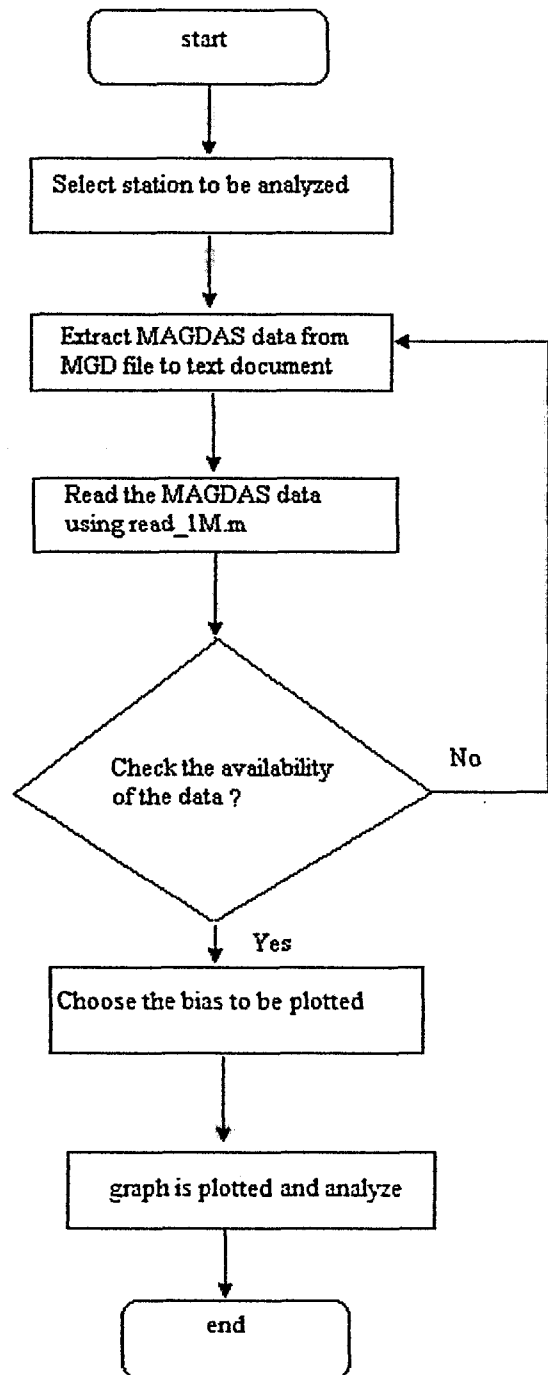 start
Select station to be analyzed
Extract MAGDAS data from
MGD file to text document
Read the MAGDAS data
using read_1M.m
Check the availability
of the data ?
No
Yes
Choose the bias to be plotted
graph is plotted and analyze
end